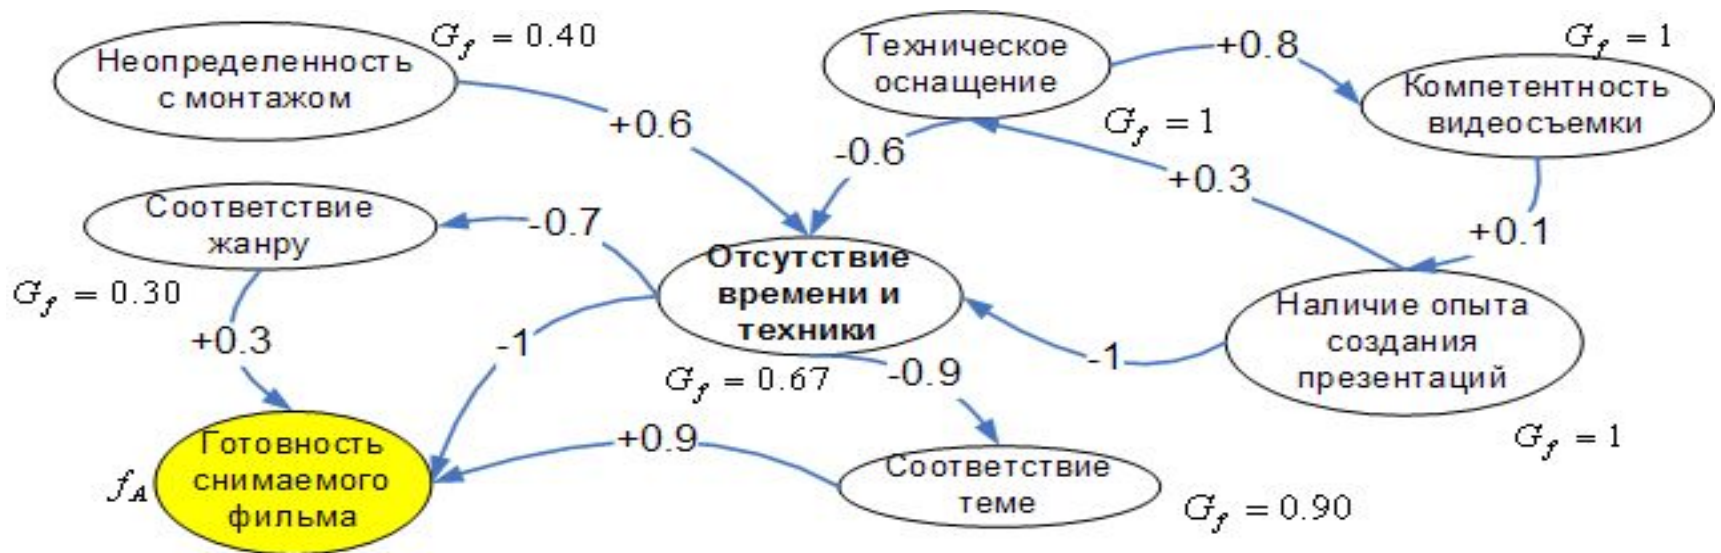 Неопределенность
с монтажом
G_f = 0.40
Техническое
оснащение
G_f = 1
+0.8
G_f = 1
Компетентность
видеосъемки
+0.6
-0.6
+0.3
+0.1
Соответствие
жанру
G_f = 0.30
-0.7
Отсутствие
времени и
техники
G_f = 0.67
Наличие опыта
создания
презентаций
G_f = 1
+0.3
-1
-0.9
-1
Готовность
снимаемого
фильма
f_A
+0.9
Соответствие
теме
G_f = 0.90